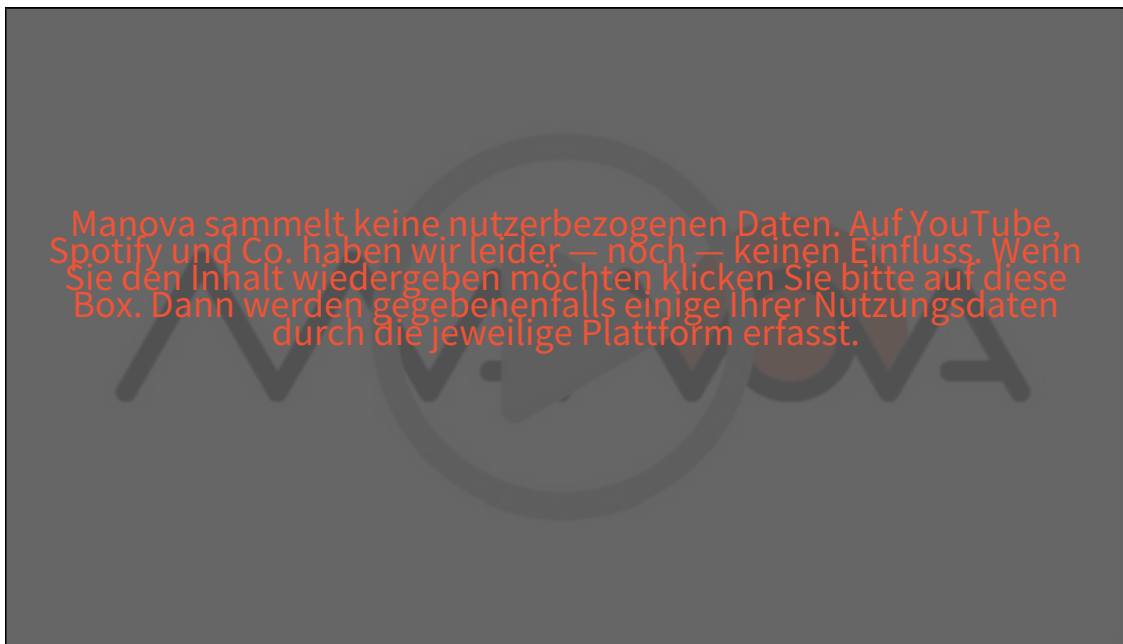 Manova sammelt keine nutzerbezogenen Daten. Auf YouTube,
Spotify und Co. haben wir leider — noch — keinen Einfluss. Wenn
Sie den Inhalt wiedergeben möchten klicken Sie bitte auf diese
Box. Dann werden gegebenenfalls einige Ihrer Nutzungsdaten
durch die jeweilige Plattform erfasst.
MANOVA